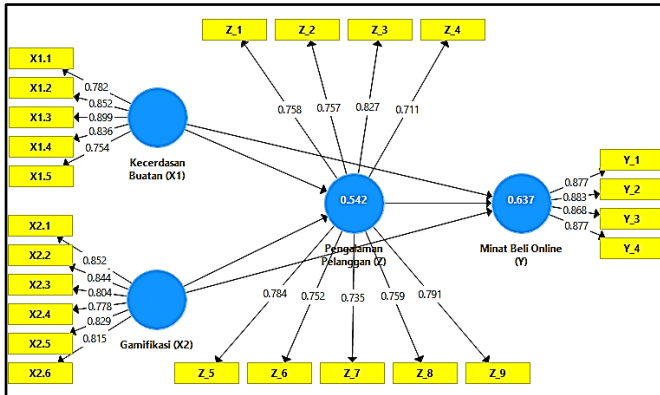 Z_1
Z_2
Z_3
Z_4
0.758
0.757
0.827
0.711
X1.1
X1.2
X1.3
X1.4
X1.5
0.782
0.852
0.899
0.836
0.754
Kecerdasan
Buatan (X1)
X2.1
X2.2
X2.3
X2.4
X2.5
X2.6
0.852
0.844
0.804
0.778
0.829
0.815
Gamifikasi (X2)
0.542
Pengalaman
Pelanggan (Z)
0.637
Minat Beli Online
(Y)
0.877
0.883
0.868
0.877
Y_1
Y_2
Y_3
Y_4
0.784
0.752
0.735
0.759
0.791
Z_5
Z_6
Z_7
Z_8
Z_9